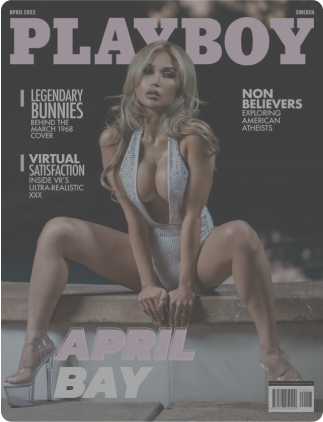 APRIL 2022
SWEDEN
PLAYBOY
LEGENDARY
BUNNIES
BEHIND THE
MARCH 1968
COVER
VIRTUAL
SATISFACTION
INSIDE VR'S
ULTRA-REALISTIC
XXX
NON
BELIEVERS
EXPLORING
AMERICAN
ATHEISTS
APRIL
BAY